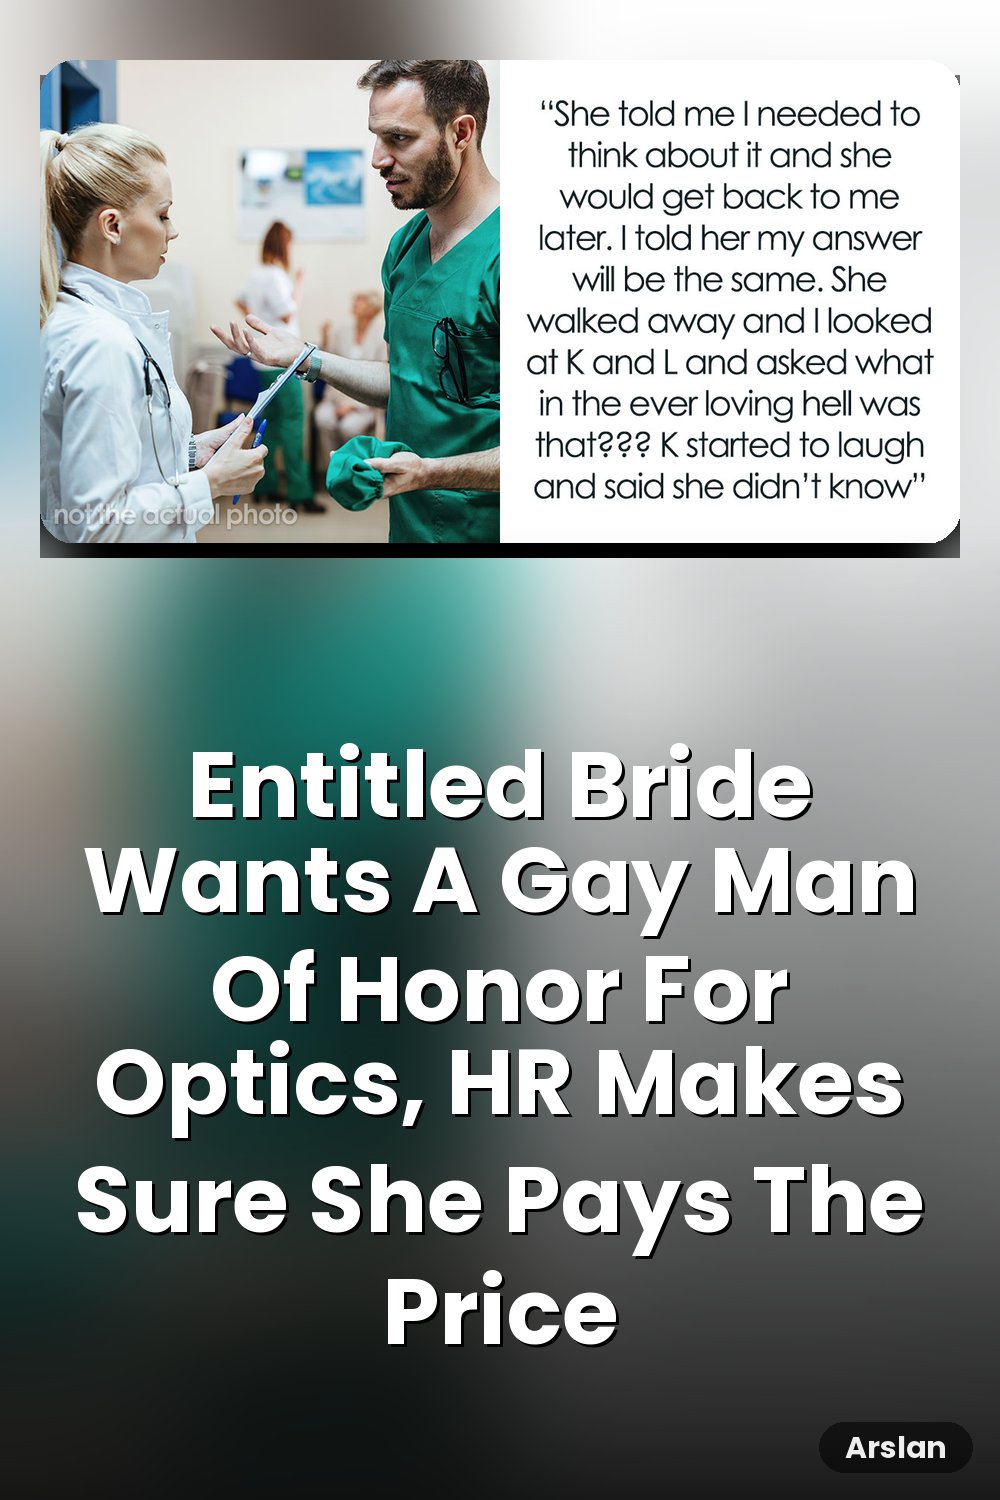 “She told me I needed to
think about it and she
would get back to me
later. I told her my answer
will be the same. She
walked away and I looked
at K and L and asked what
in the ever loving hell was
that??? K started to laugh
and said she didn’t know”
not the actual photo
Entitled Bride
Wants A Gay Man
Of Honor For
Optics, HR Makes
Sure She Pays The
Price
Arslan